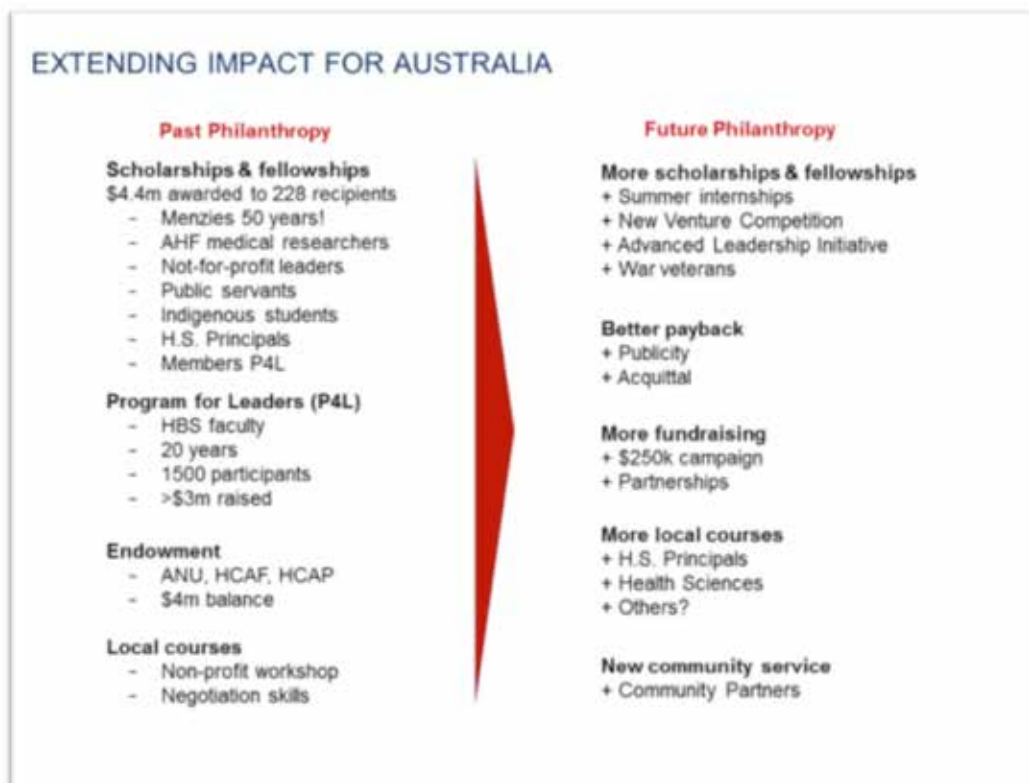 EXTENDING IMPACT FOR AUSTRALIA
Past Philanthropy
Scholarships & fellowships
$4.4m awarded to 228 recipients
- Menzies 50 years!
- AHF medical researchers
- Not-for-profit leaders
- Public servants
- Indigenous students
- H.S. Principals
- Members P4L
Program for Leaders (P4L)
- HBS faculty
- 20 years
- 1500 participants
- >$3m raised
Endowment
- ANU, HCAF, HCAP
- $4m balance
Local courses
- Non-profit workshop
- Negotiation skills
Future Philanthropy
More scholarships & fellowships
+ Summer internships
+ New Venture Competition
+ Advanced Leadership Initiative
+ War veterans
Better payback
+ Publicity
+ Acquittal
More fundraising
+ $250k campaign
+ Partnerships
More local courses
+ H.S. Principals
+ Health Sciences
+ Others?
New community service
+ Community Partners